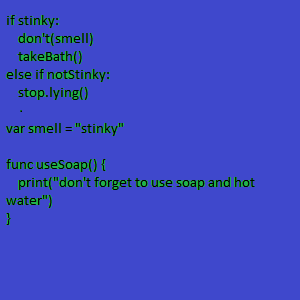 if stinky:
don't(smell)
takeBath()
else if notStinky:
stop.lying()
.
var smell = "stinky"
func useSoap() {
print("don't forget to use soap and hot
water")
}